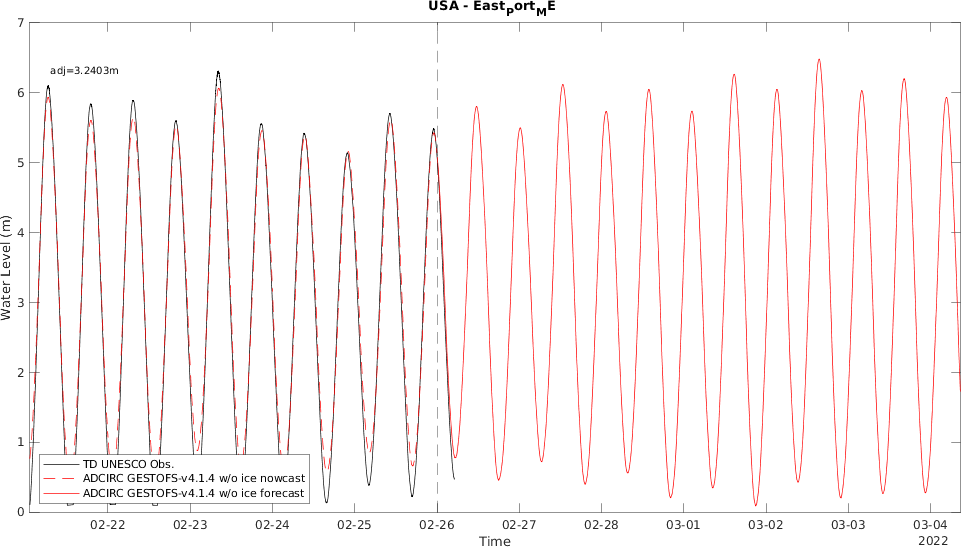 USA - EastPortME
adj=3.2403m
7
6
5
4
3
2
1
0
Water Level (m)
TD UNESCO Obs.
ADCIRC GESTOFS-v4.1.4 w/o ice nowcast
ADCIRC GESTOFS-v4.1.4 w/o ice forecast
02-22 02-23 02-24 02-25 02-26 02-27 02-28 03-01 03-02 03-03 03-04
2022
Time